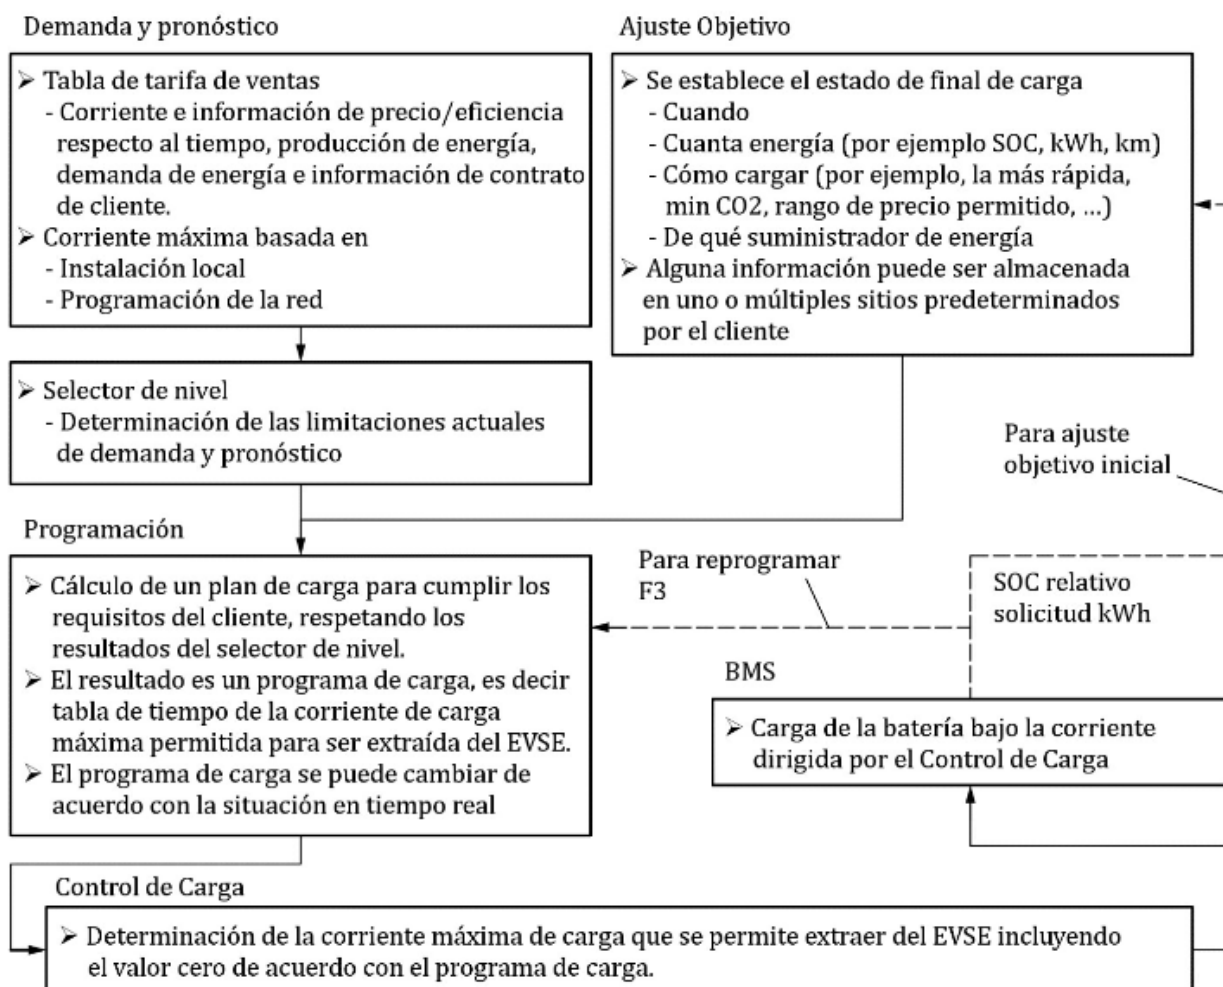 Demanda y pronóstico
➢ Tabla de tarifa de ventas
- Corriente e información de precio/eficiencia
respecto al tiempo, producción de energía,
demanda de energía e información de contrato
de cliente.
➢ Corriente máxima basada en
- Instalación local
- Programación de la red
Ajuste Objetivo
➢ Se establece el estado de final de carga
- Cuando
- Cuanta energía (por ejemplo SOC, kWh, km)
- Cómo cargar (por ejemplo, la más rápida,
min CO2, rango de precio permitido, ...)
- De qué suministrador de energía
➢ Alguna información puede ser almacenada
en uno o múltiples sitios predeterminados
por el cliente
➢ Selector de nivel
- Determinación de las limitaciones actuales
de demanda y pronóstico
Para ajuste
objetivo inicial
Programación
➢ Cálculo de un plan de carga para cumplir los
requisitos del cliente, respetando los
resultados del selector de nivel.
➢ El resultado es un programa de carga, es decir
tabla de tiempo de la corriente de carga
máxima permitida para ser extraída del EVSE.
➢ El programa de carga se puede cambiar de
acuerdo con la situación en tiempo real
Para reprogramar
F3
SOC relativo
solicitud kWh
BMS
➢ Carga de la batería bajo la corriente
dirigida por el Control de Carga
Control de Carga
➢ Determinación de la corriente máxima de carga que se permite extraer del EVSE incluyendo
el valor cero de acuerdo con el programa de carga.